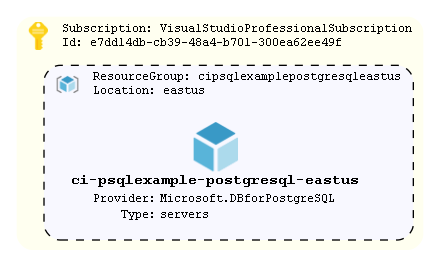 Subscription: VisualStudioProfessionalSubscription
Id: e7dd14db-cb39-48a4-b701-300ea62ee49f
ResourceGroup: cipsqlexamplepostgresqleastus
Location: eastus
ci-psqlexample-postgresql-eastus
Provider: Microsoft.DBforPostgreSQL
Type: servers